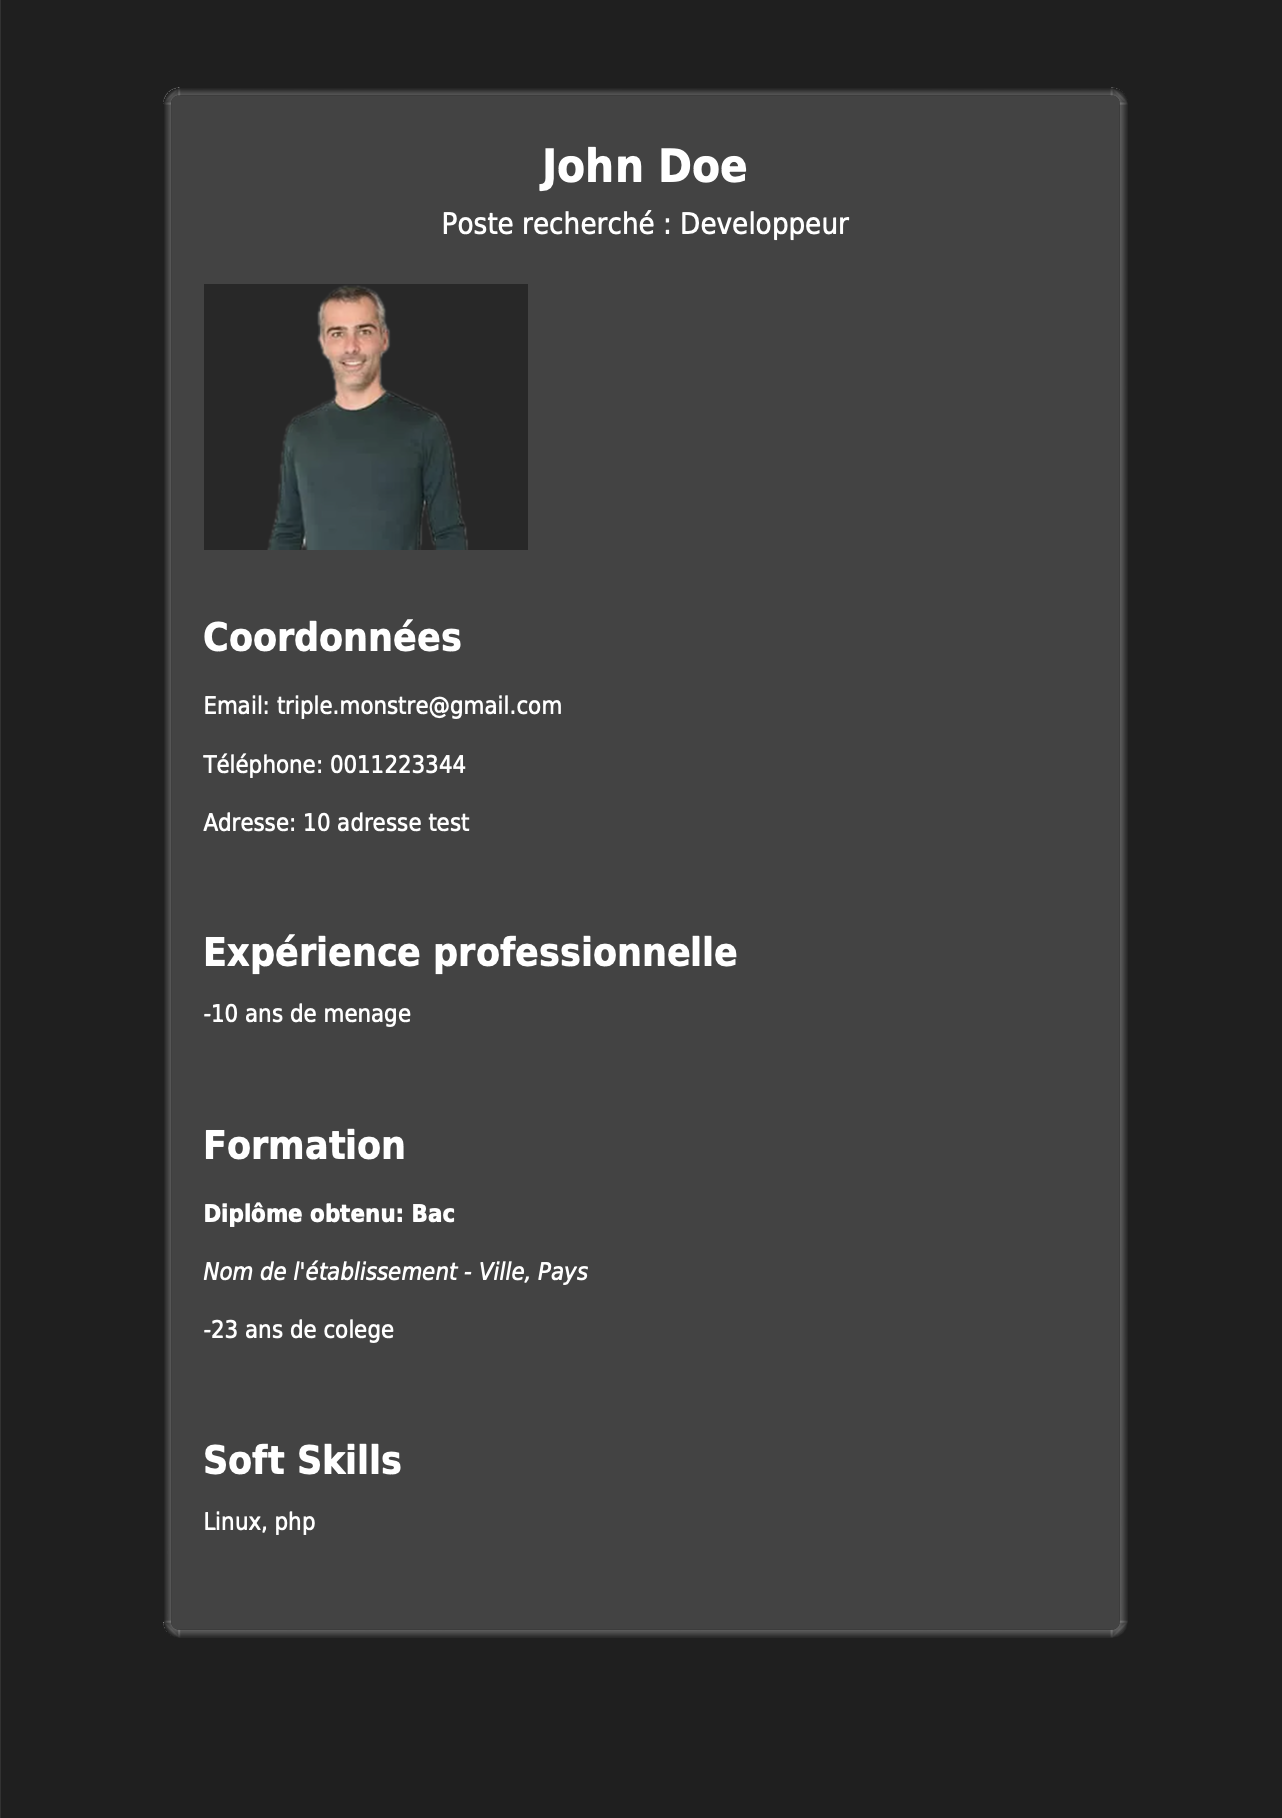 John Doe
Poste recherché : Developpeur
Coordonnées
Email: triple.monstre@gmail.com
Téléphone: 0011223344
Adresse: 10 adresse test
Expérience professionnelle
-10 ans de menage
Formation
Diplôme obtenu: Bac
Nom de l'établissement - Ville, Pays
-23 ans de colege
Soft Skills
Linux, php